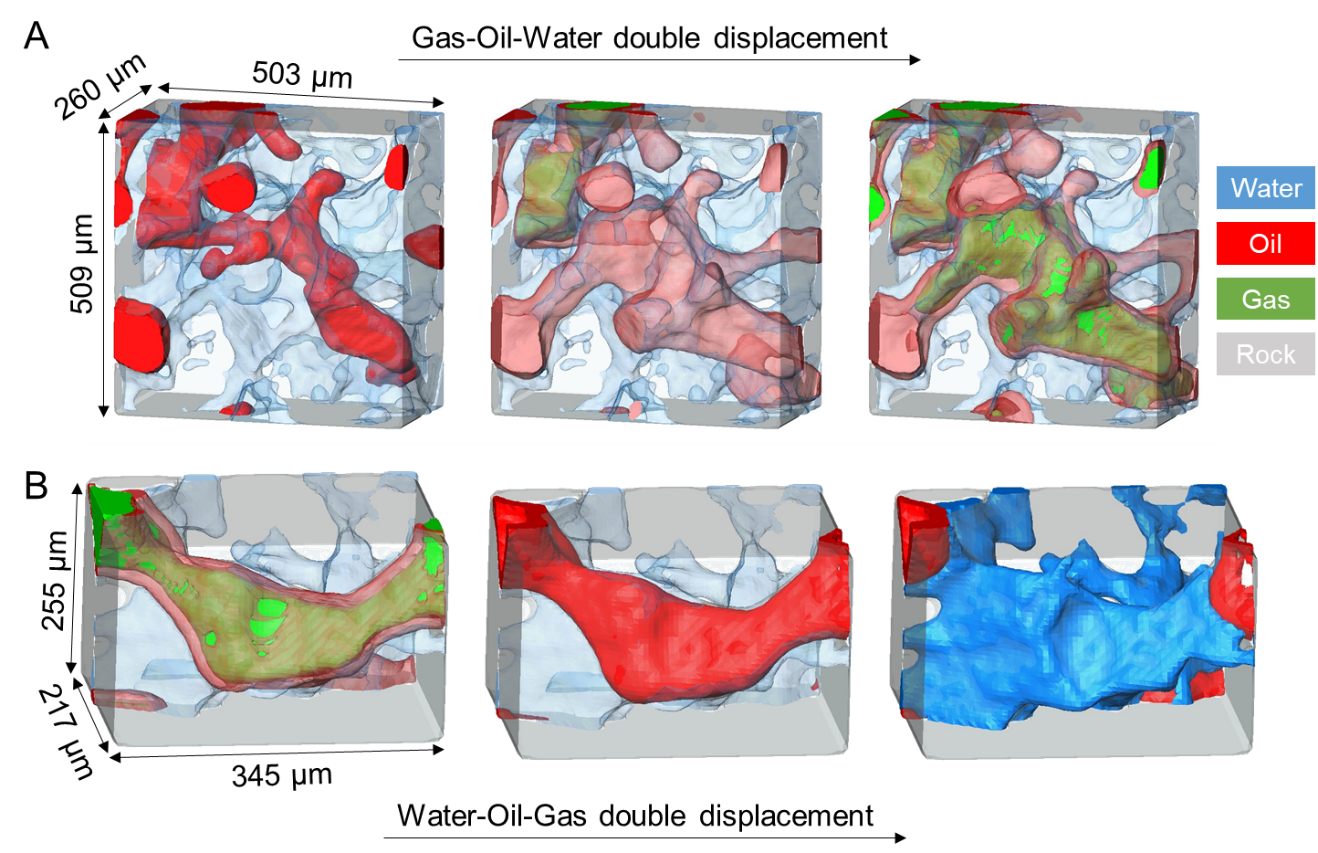 A
Gas-Oil-Water double displacement
260 µm
503 µm
509 µm
Water
Oil
Gas
Rock
B
255 µm
217 µm
345 µm
Water-Oil-Gas double displacement